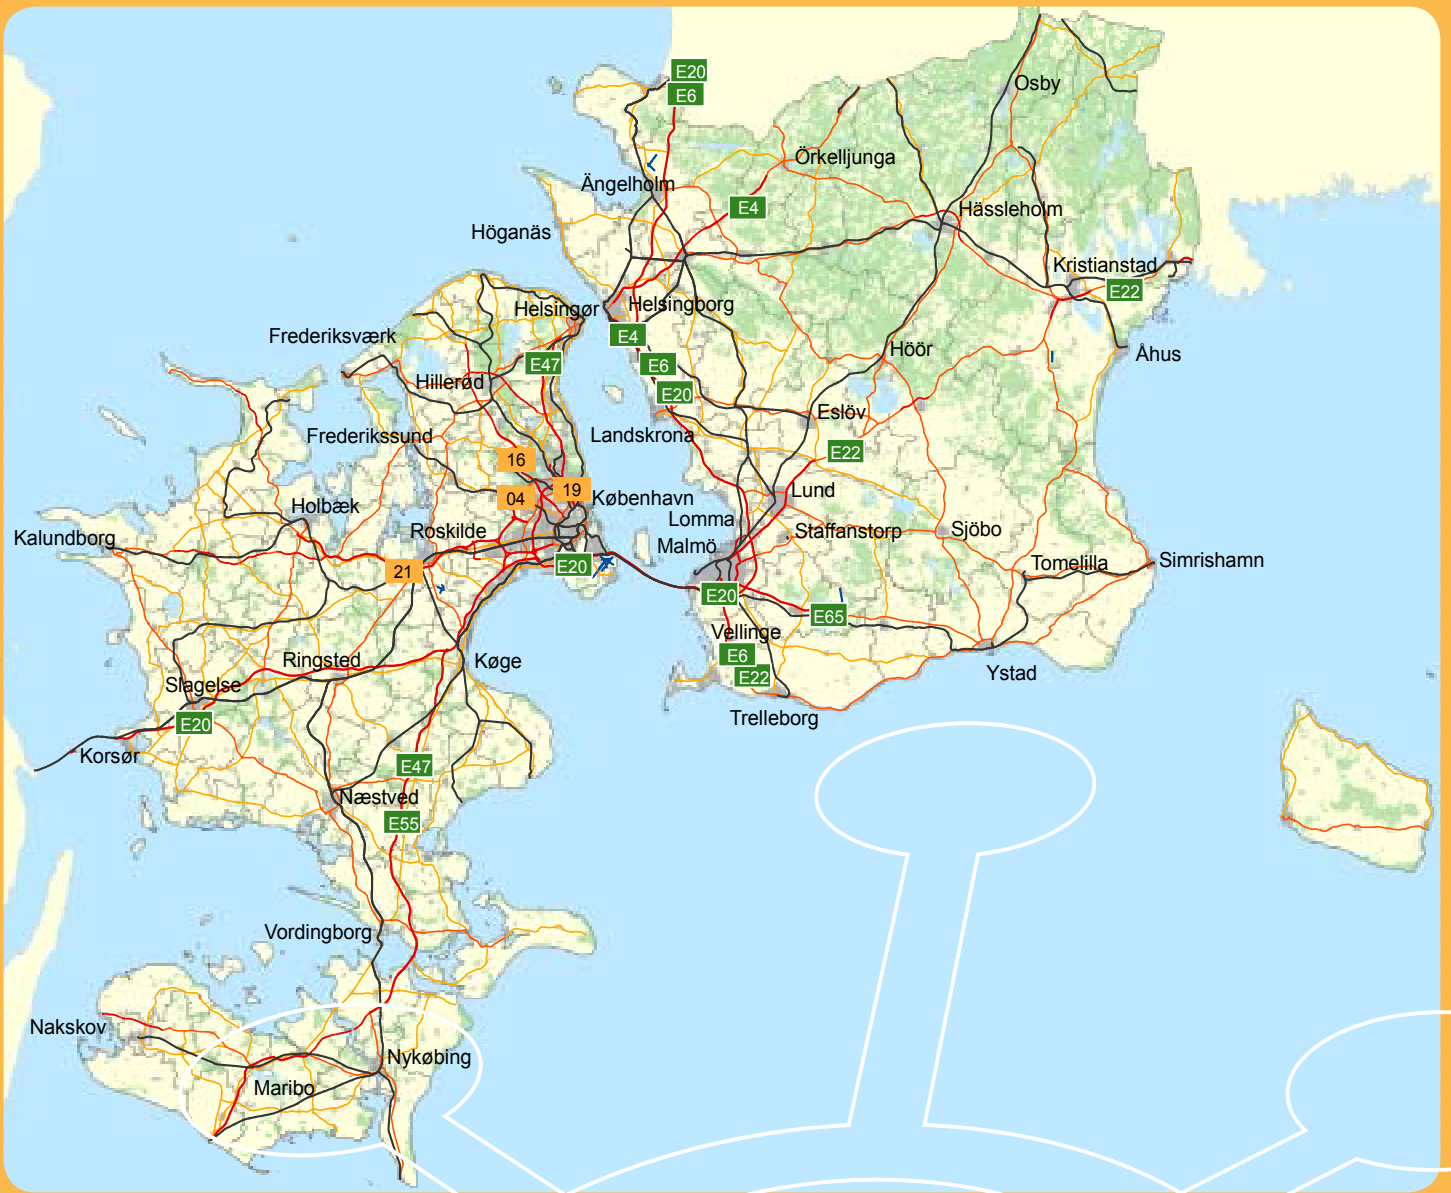 E20
E6
Osby
Örkelljunga
Ängelholm
E4
Hässleholm
Höganäs
Kristianstad
E22
Helsingør
Helsingborg
Frederiksværk
E4
Höör
Åhus
E47
E6
Hillerød
E20
Eslöv
Frederikssund
Landskrona
E22
16
19
04
København
Lund
Holbæk
Lomma
Roskilde
Staffanstorp
Sjöbo
Kalundborg
Malmö
Tomelilla
Simrishamn
21
E20
E20
E65
Vellinge
Ringsted
Køge
E6
Ystad
E22
Slagelse
E20
Trelleborg
Korsør
E47
Næstved
E55
Vordingborg
Nakskov
Nykøbing
Maribo